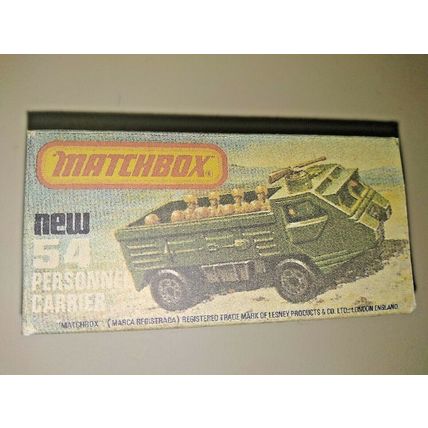 MATCHBOX
new
54
PERSONNEL
CARRIER
"MATCHBOX" (MARCA REGISTRADA) REGISTERED TRADE MARK OF LESNEY PRODUCTS & CO. LTD., LONDON ENGLAND